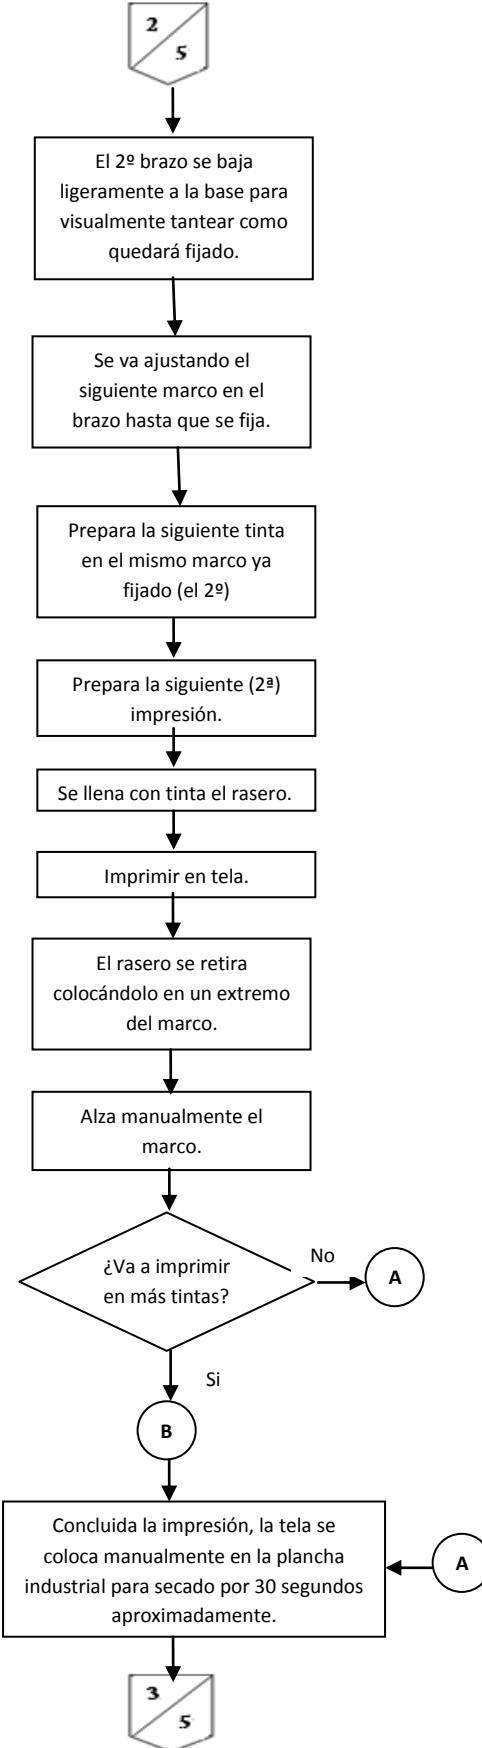 2
5
El 2º brazo se baja
ligeramente a la base para
visualmente tantear como
quedará fijado.
Se va ajustando el
siguiente marco en el
brazo hasta que se fija.
Prepara la siguiente tinta
en el mismo marco ya
fijado (el 2º)
Prepara la siguiente (2ª)
impresión.
Se llena con tinta el rasero.
Imprimir en tela.
El rasero se retira
colocándolo en un extremo
del marco.
Alza manualmente el
marco.
¿Va a imprimir
en más tintas?
No
A
Si
B
Concluida la impresión, la tela se
coloca manualmente en la plancha
industrial para secado por 30 segundos
aproximadamente.
A
3
5